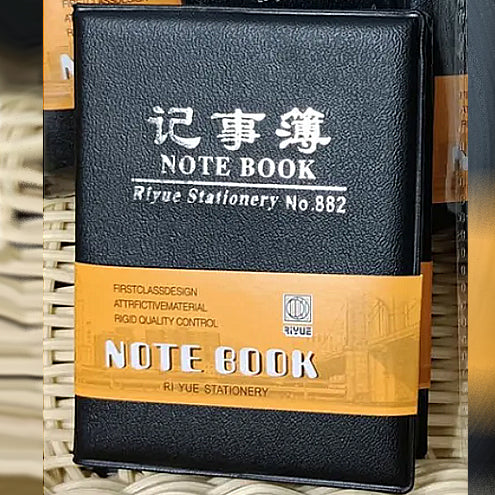 记事簿
NOTE BOOK
Riyue Stationery No.882
FIRSTCLASSDESIGN
ATTRFICTIVEMATERIAL
RIGID QUALITY CONTROL
RIYUE
NOTE BOOK
RI YUE STATIONERY